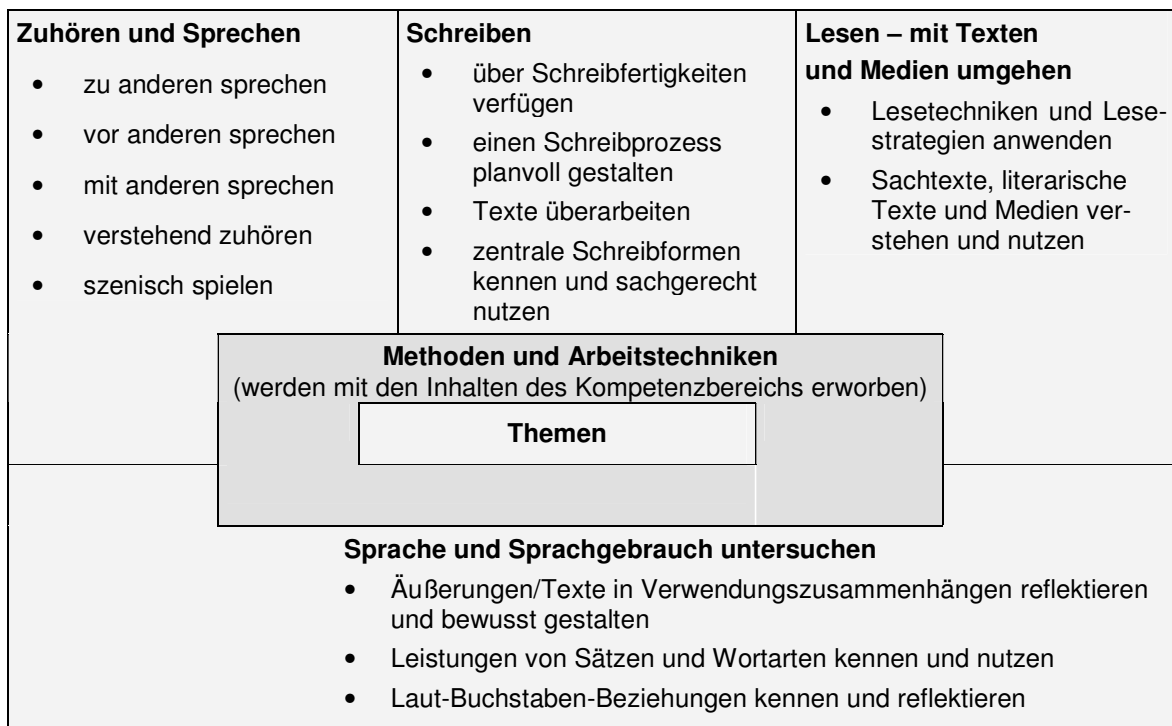 Zuhören und Sprechen
• zu anderen sprechen
• vor anderen sprechen
• mit anderen sprechen
• verstehend zuhören
• szenisch spielen
Schreiben
• über Schreibfertigkeiten
verfügen
• einen Schreibprozess
planvoll gestalten
• Texte überarbeiten
• zentrale Schreibformen
kennen und sachgerecht
nutzen
Lesen – mit Texten
und Medien umgehen
• Lesetechniken und Lese-
strategien anwenden
• Sachtexte, literarische
Texte und Medien ver-
stehen und nutzen
Methoden und Arbeitstechniken
(werden mit den Inhalten des Kompetenzbereichs erworben)
Themen
Sprache und Sprachgebrauch untersuchen
• Äußerungen/Texte in Verwendungszusammenhängen reflektieren
und bewusst gestalten
• Leistungen von Sätzen und Wortarten kennen und nutzen
• Laut-Buchstaben-Beziehungen kennen und reflektieren